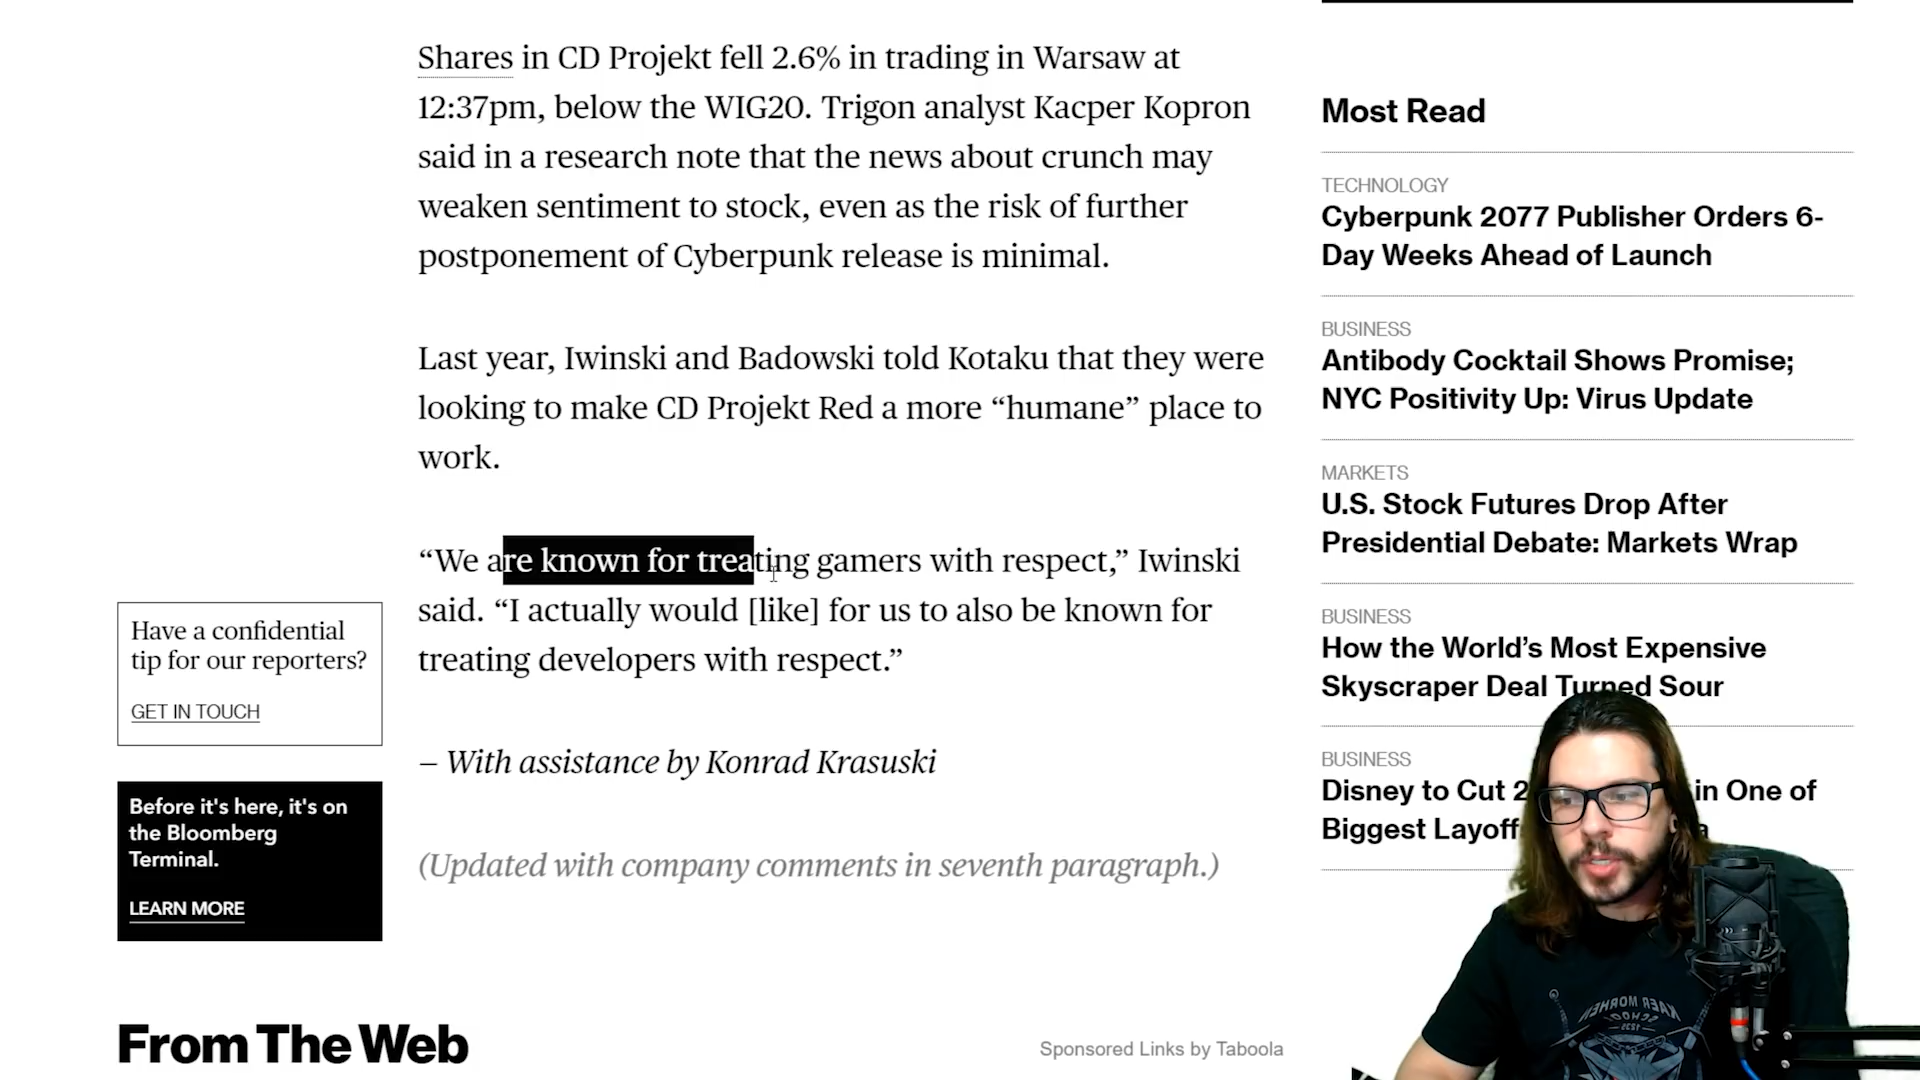 Shares in CD Projekt fell 2.6% in trading in Warsaw at
12:37pm, below the WIG20. Trigon analyst Kacper Kopron
said in a research note that the news about crunch may
weaken sentiment to stock, even as the risk of further
postponement of Cyberpunk release is minimal.
Last year, Iwinski and Badowski told Kotaku that they were
looking to make CD Projekt Red a more “humane” place to
work.
“We are known for treating gamers with respect,” Iwinski
said. “I actually would [like] for us to also be known for
treating developers with respect.”
– With assistance by Konrad Krasuski
(Updated with company comments in seventh paragraph.)
Have a confidential
tip for our reporters?
GET IN TOUCH
Before it's here, it's on
the Bloomberg
Terminal.
LEARN MORE
From The Web
Sponsored Links by Taboola
Most Read
TECHNOLOGY
Cyberpunk 2077 Publisher Orders 6-
Day Weeks Ahead of Launch
BUSINESS
Antibody Cocktail Shows Promise;
NYC Positivity Up: Virus Update
MARKETS
U.S. Stock Futures Drop After
Presidential Debate: Markets Wrap
BUSINESS
How the World’s Most Expensive
Skyscraper Deal Turned Sour
BUSINESS
Disney to Cut 2 in One of
Biggest Layoff
KAER MORHEN
SCHOOL